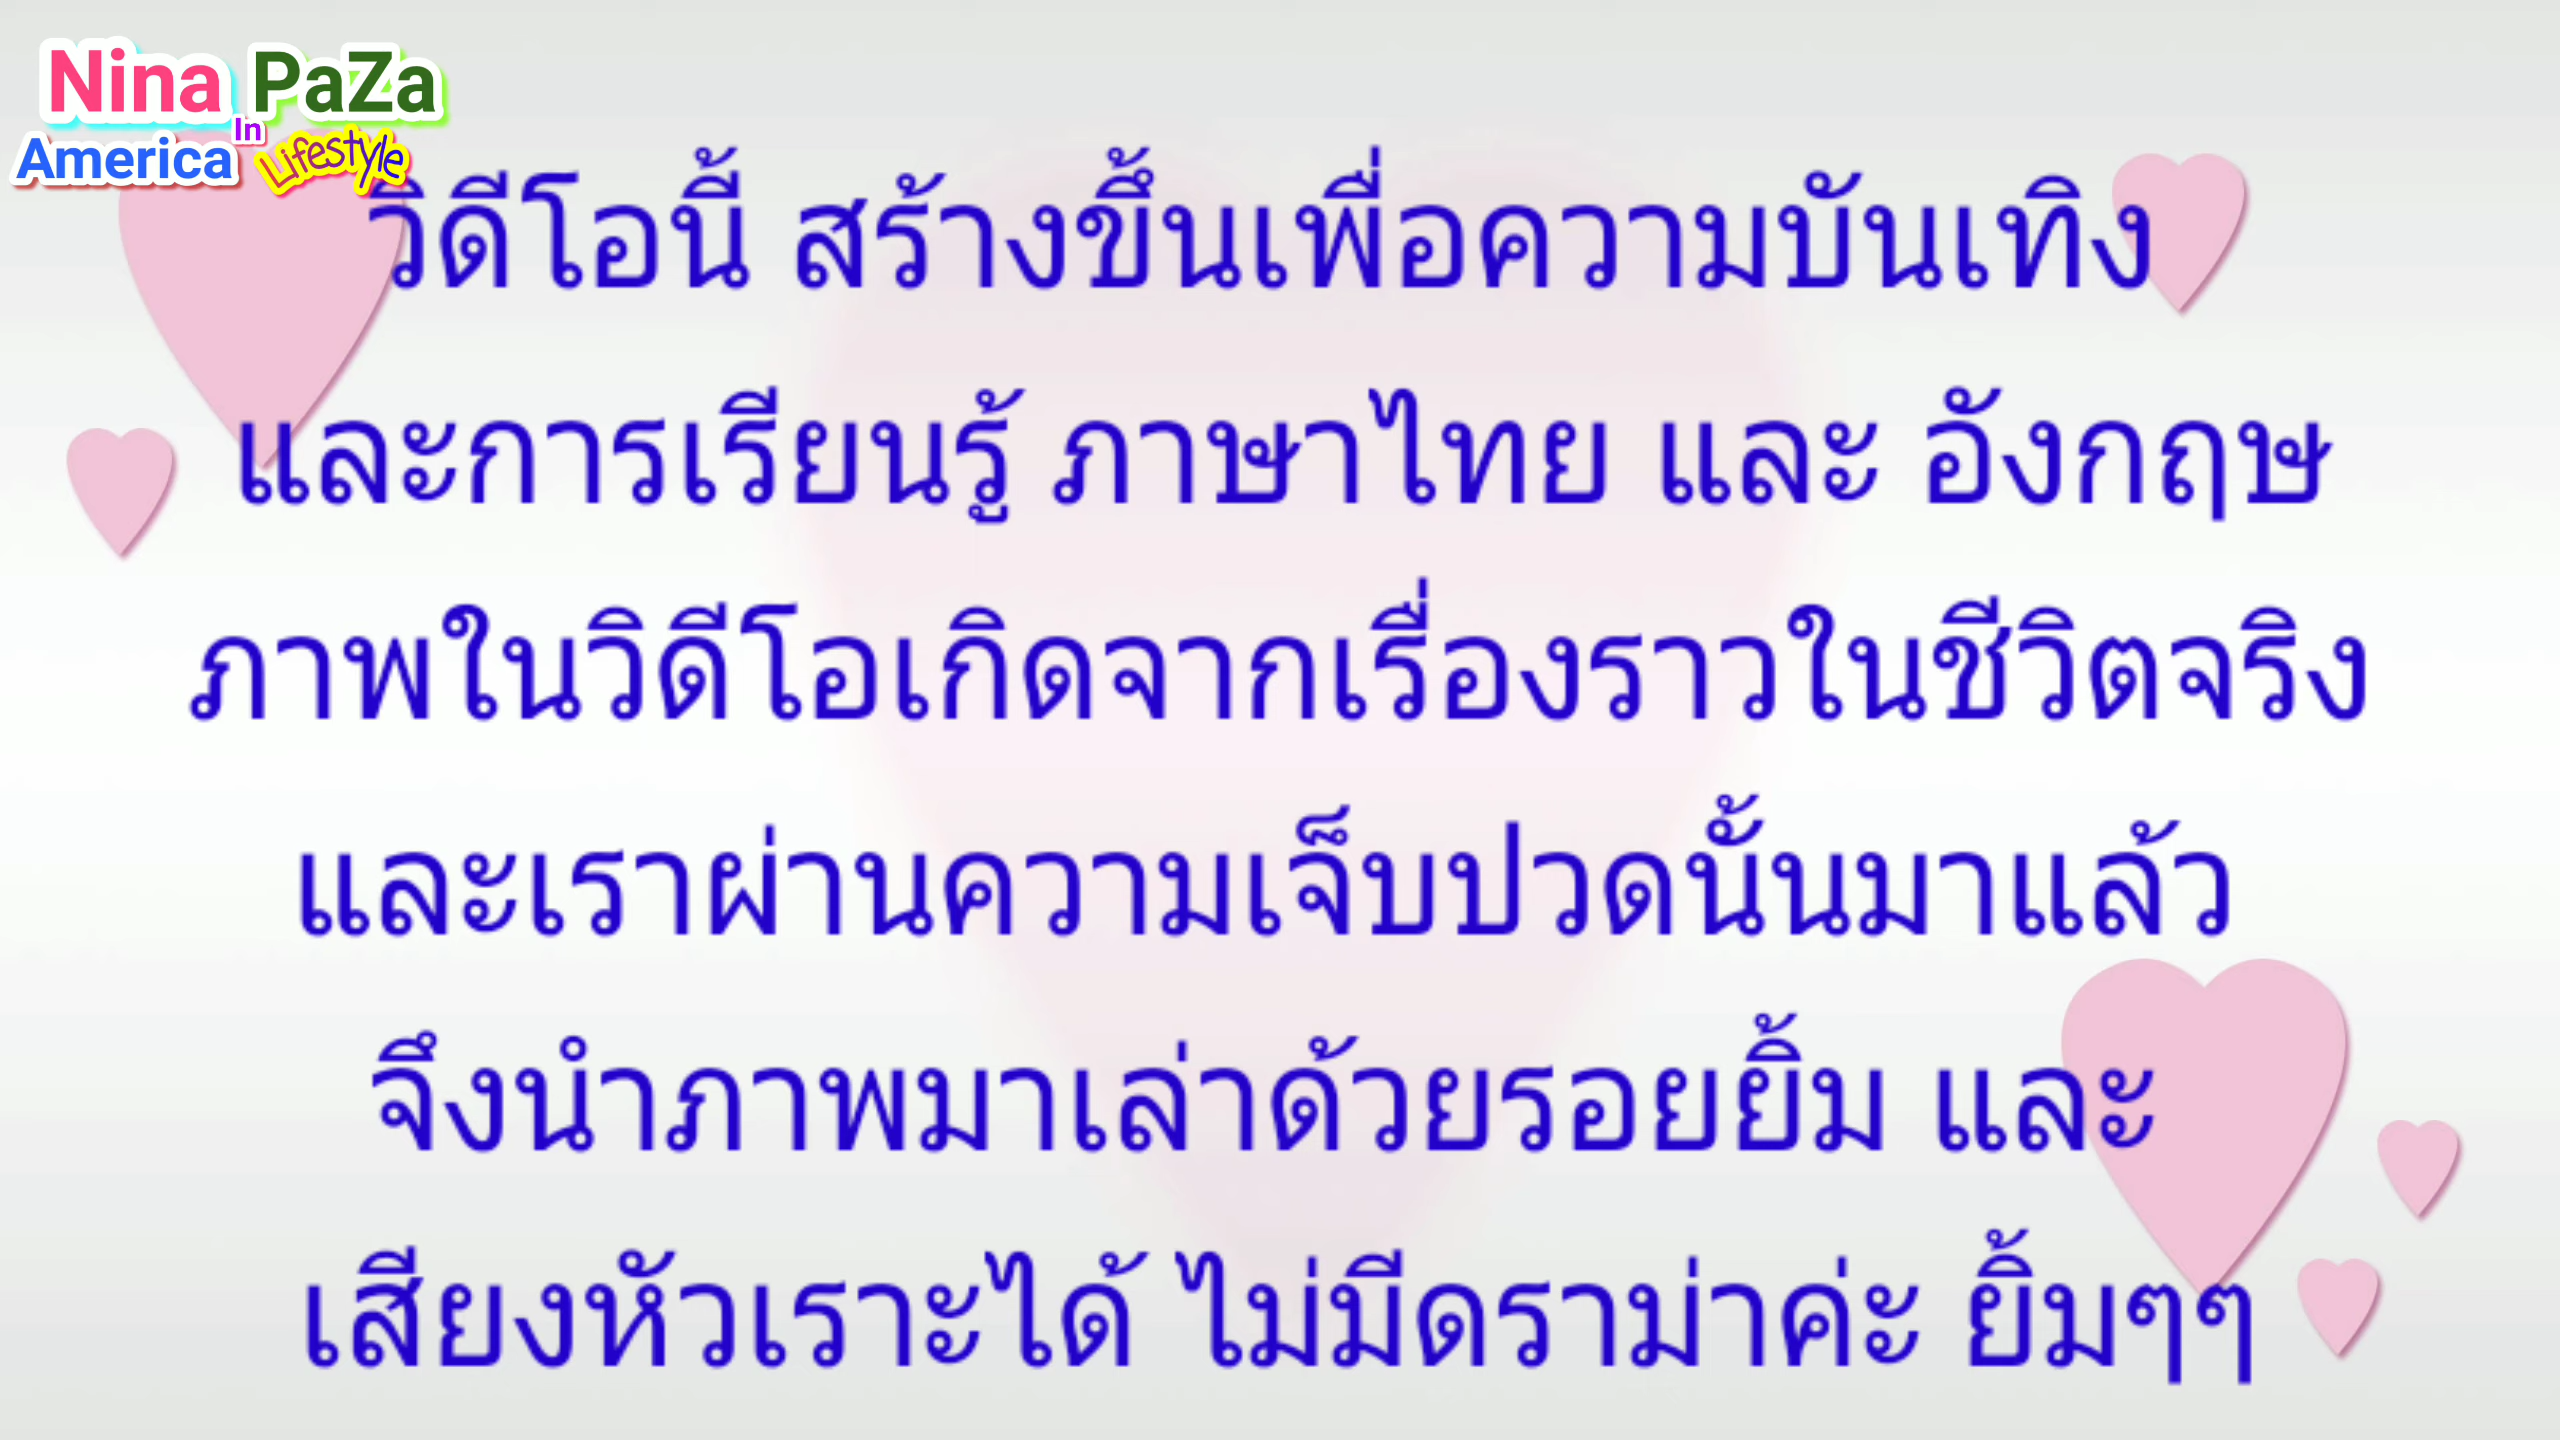 Nina PaZa
In
America Lifestyle
วิดีโอนี้ สร้างขึ้นเพื่อความบันเทิง
และการเรียนรู้ ภาษาไทย และ อังกฤษ
ภาพในวิดีโอเกิดจากเรื่องราวในชีวิตจริง
และเราผ่านความเจ็บปวดนั้นมาแล้ว
จึงนำภาพมาเล่าด้วยรอยยิ้ม และ
เสียงหัวเราะได้ ไม่มีดราม่าค่ะ ยิ้มๆๆ